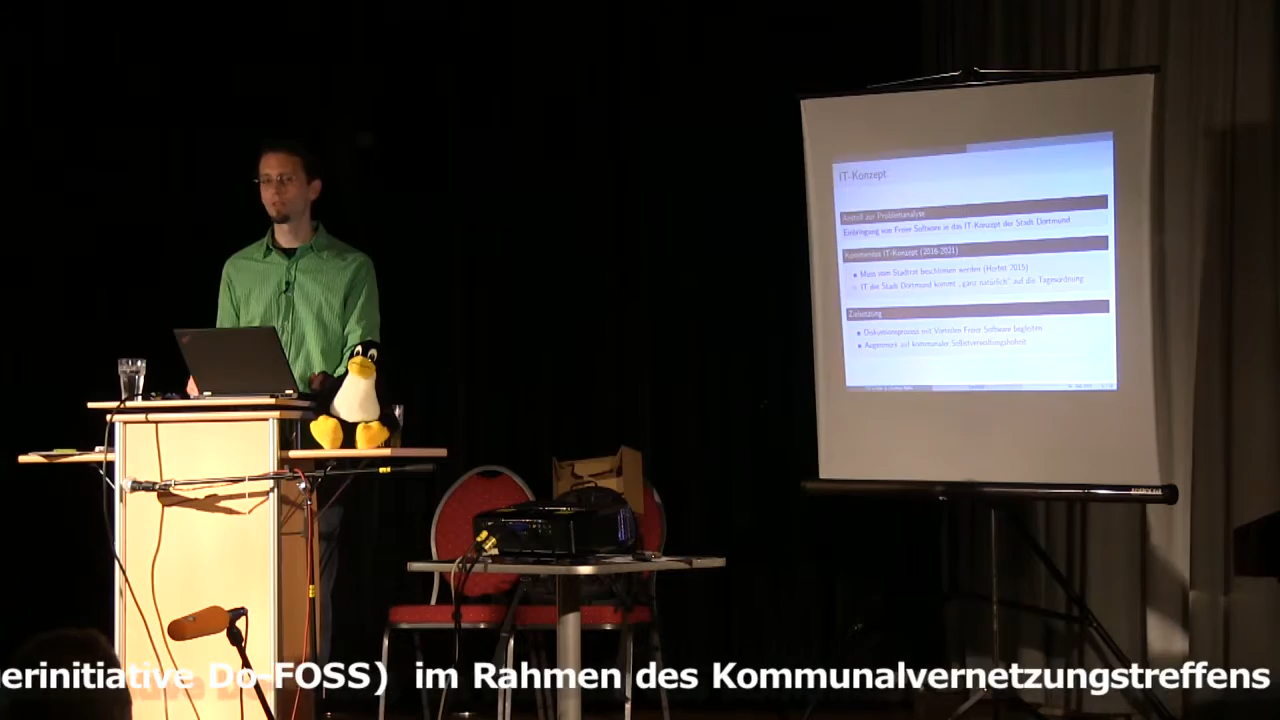 IT-Konzept
Anstoß zur Problemanalyse
Einbringung von Freier Software in das IT-Konzept der Stadt Dortmund
Kommendes IT-Konzept (2016-2021)
Muss vom Stadtrat beschlossen werden (Herbst 2015)
IT der Stadt Dortmund kommt „ganz natürlich" auf die Tagesordnung
Zielsetzung
Diskussionsprozess mit Vorteilen Freier Software begleiten
Augenmerk auf kommunale Selbstverwaltungshoheit
erinitiative Do-FOSS) im Rahmen des Kommunalvernetzungstreffens